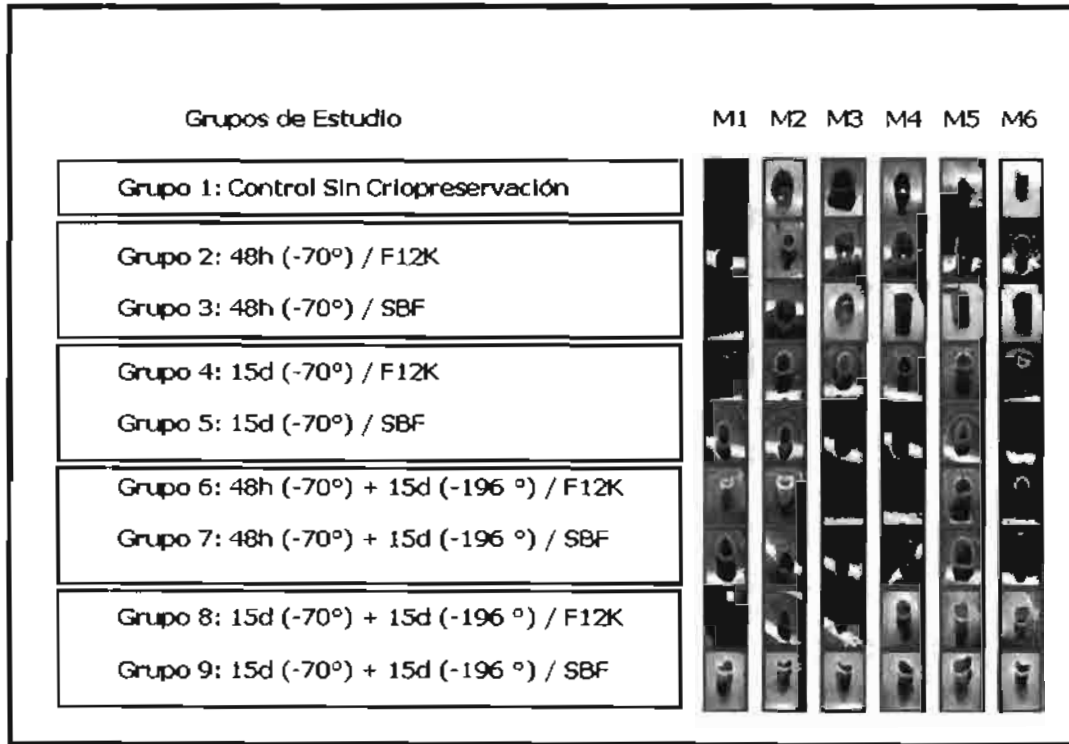 Grupos de Estudio M1 M2 M3 M4 M5 M6
Grupo 1: Control Sin Criopreservación
Grupo 2: 48h (-70°) / F12K
Grupo 3: 48h (-70°) / SBF
Grupo 4: 15d (-70°) / F12K
Grupo 5: 15d (-70°) / SBF
Grupo 6: 48h (-70°) + 15d (-196 °) / F12K
Grupo 7: 48h (-70°) + 15d (-196 °) / SBF
Grupo 8: 15d (-70°) + 15d (-196 °) / F12K
Grupo 9: 15d (-70°) + 15d (-196 °) / SBF